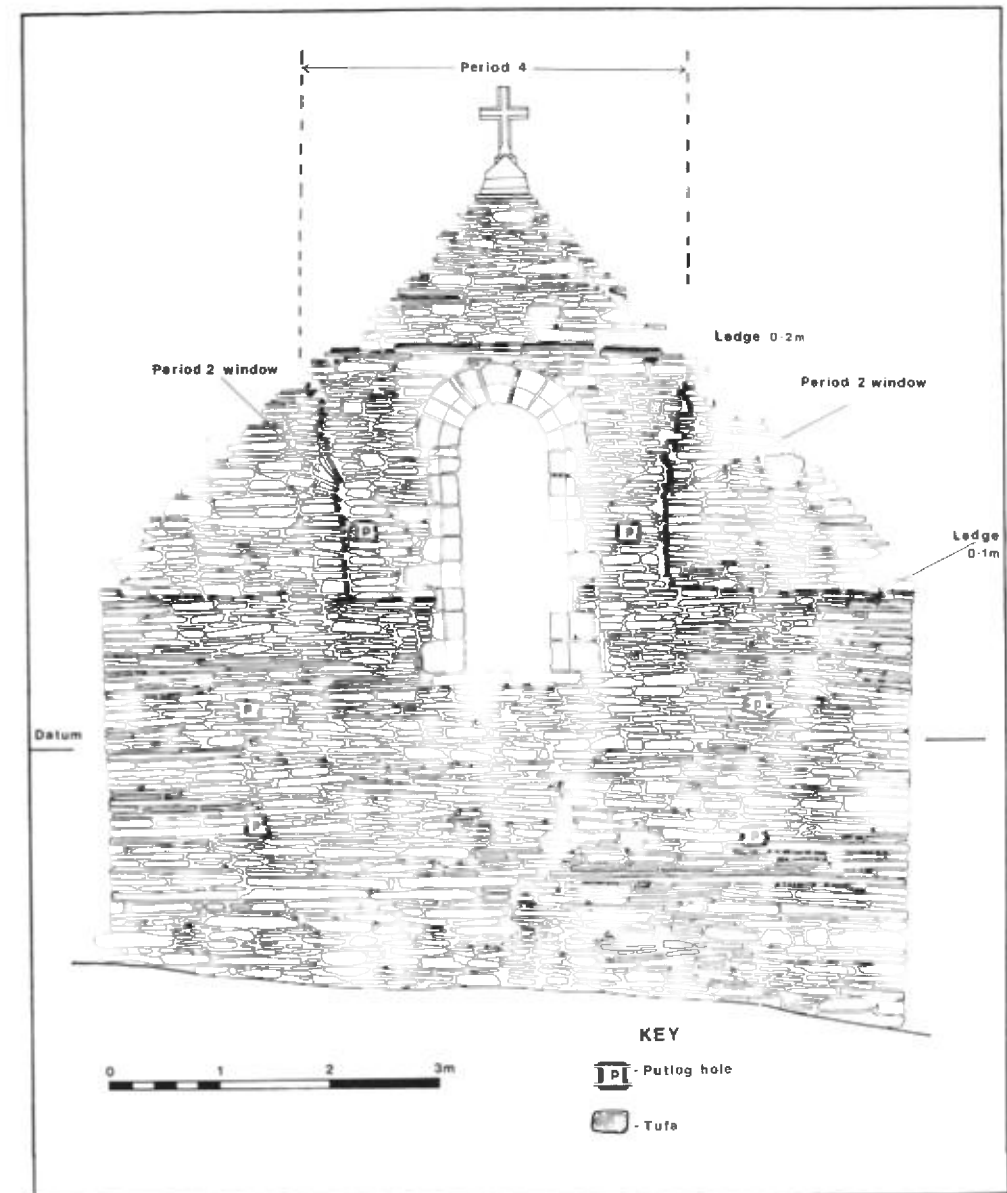 Period 4
Ledge 0·2m
Period 2 window
Period 2 window
Ledge
0·1m
P
P
P
P
Datum
P
P
KEY
P - Putlog hole
- Tufa
0 1 2 3m